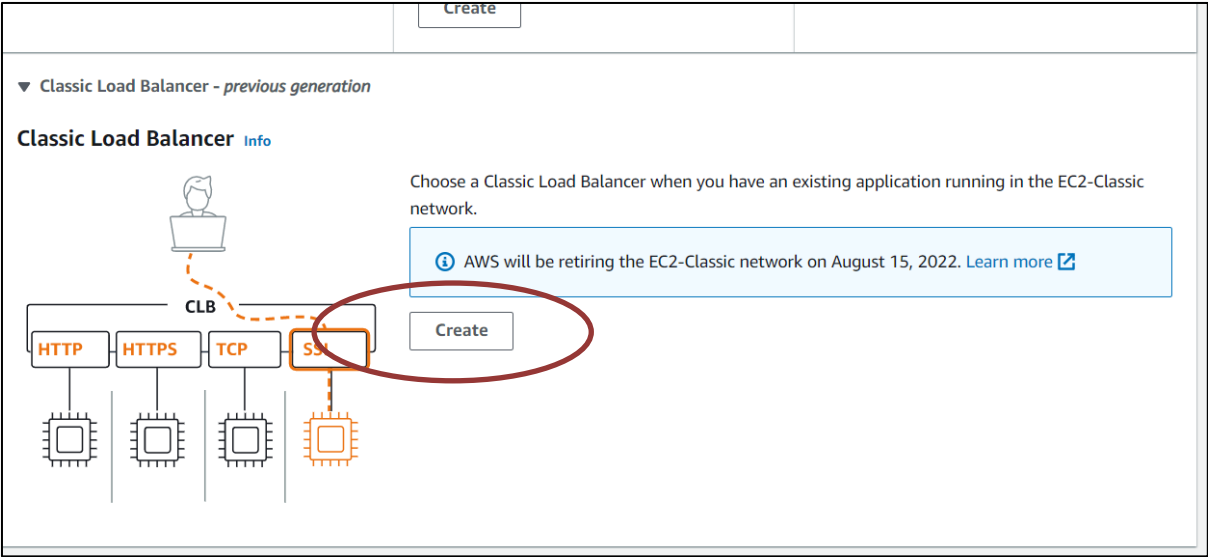 Create
Classic Load Balancer - previous generation
Classic Load Balancer Info
Choose a Classic Load Balancer when you have an existing application running in the EC2-Classic
network.
AWS will be retiring the EC2-Classic network on August 15, 2022. Learn more
Create
CLB
HTTP HTTPS TCP SSL